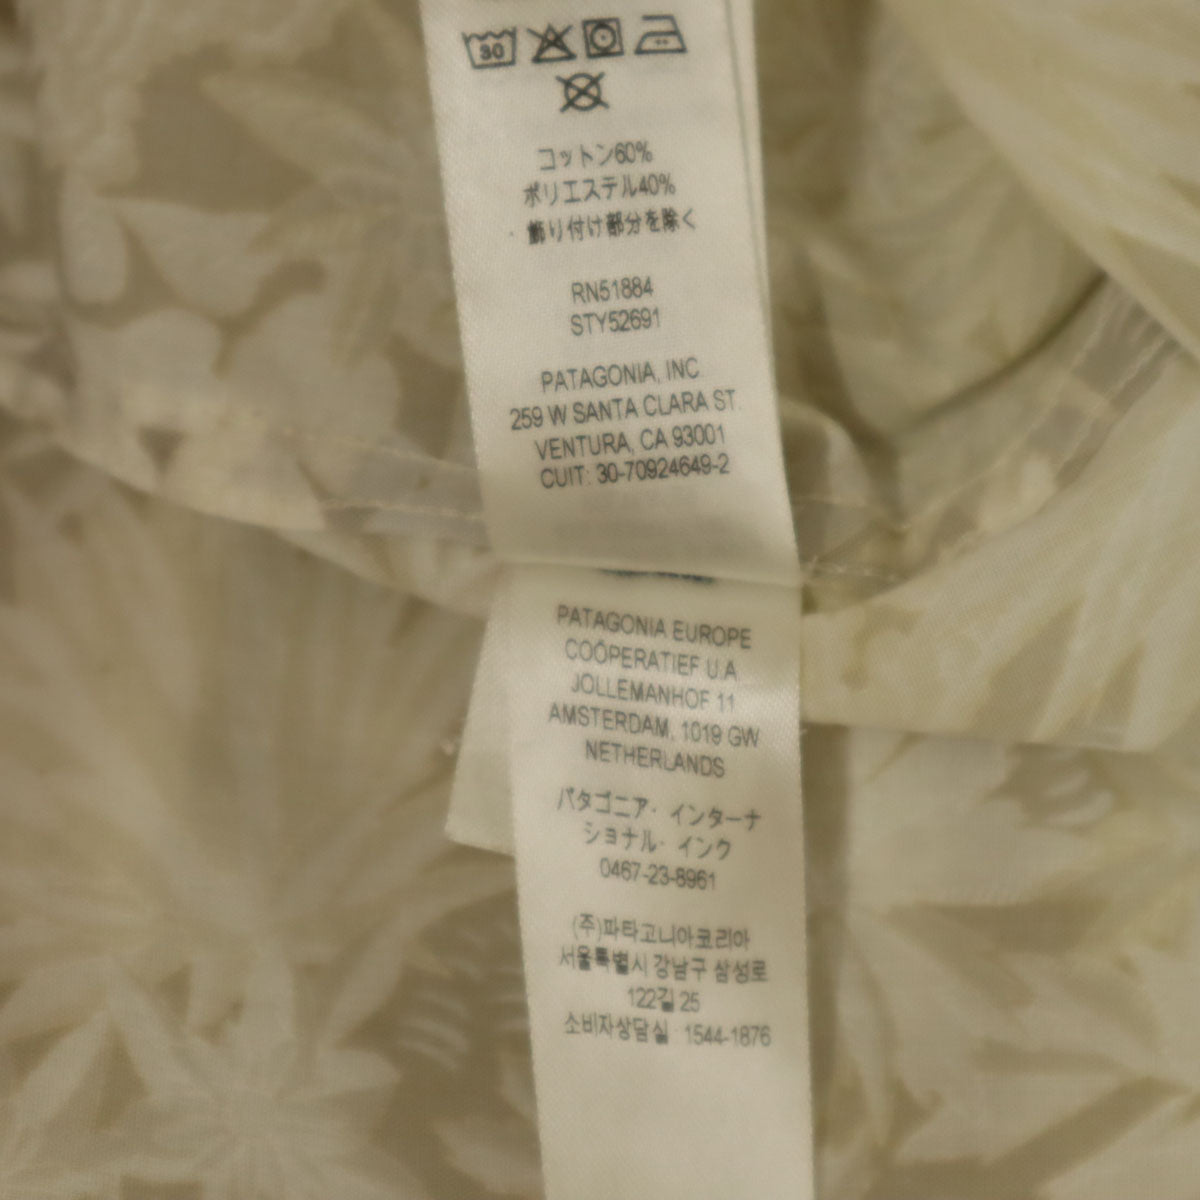 30
コットン60%
ポリエステル40%
・飾り付け部分を除く
RN51884
STY52691
PATAGONIA, INC.
259 W SANTA CLARA ST.
VENTURA, CA 93001
CUIT: 30-70924649-2
PATAGONIA EUROPE
COÖPERATIEF U.A.
JOLLEMANHOF 11
AMSTERDAM, 1019 GW
NETHERLANDS
パタゴニア・インターナ
ショナル・インク
0467-23-8961
(주)파타고니아코리아
서울특별시 강남구 삼성로
122길 25
소비자상담실 : 1544-1876